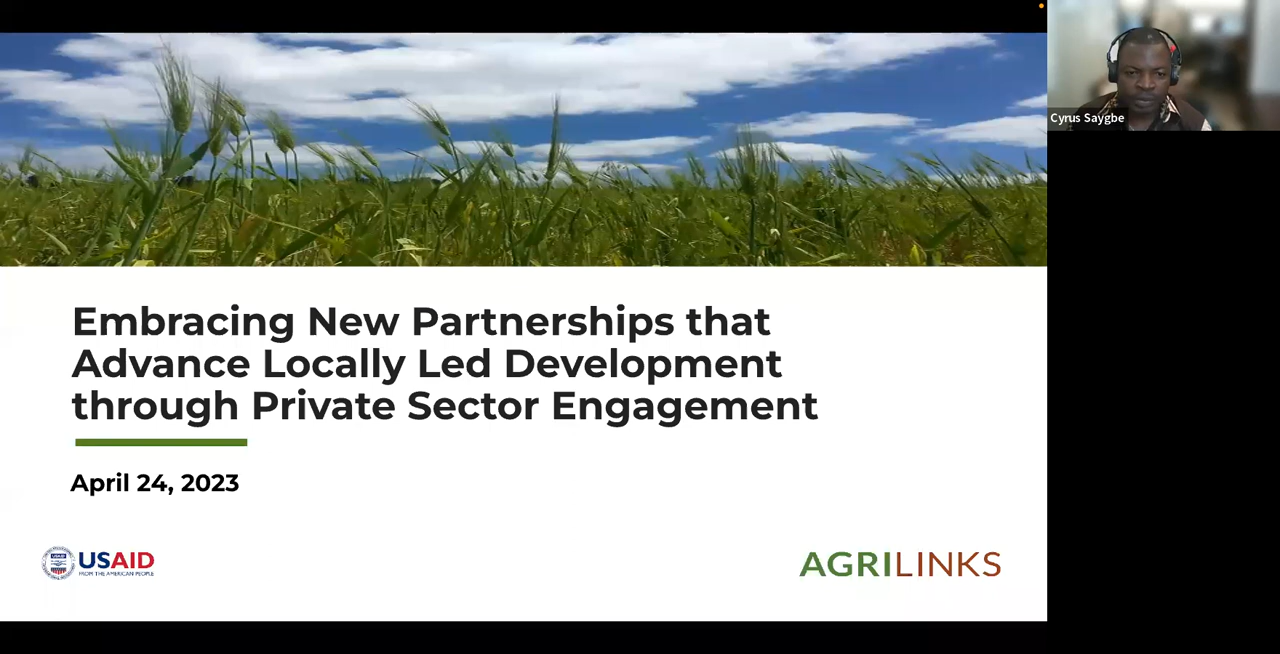 Cyrus Saygbe
Embracing New Partnerships that
Advance Locally Led Development
through Private Sector Engagement
April 24, 2023
USAID
FROM THE AMERICAN PEOPLE
AGRILINKS